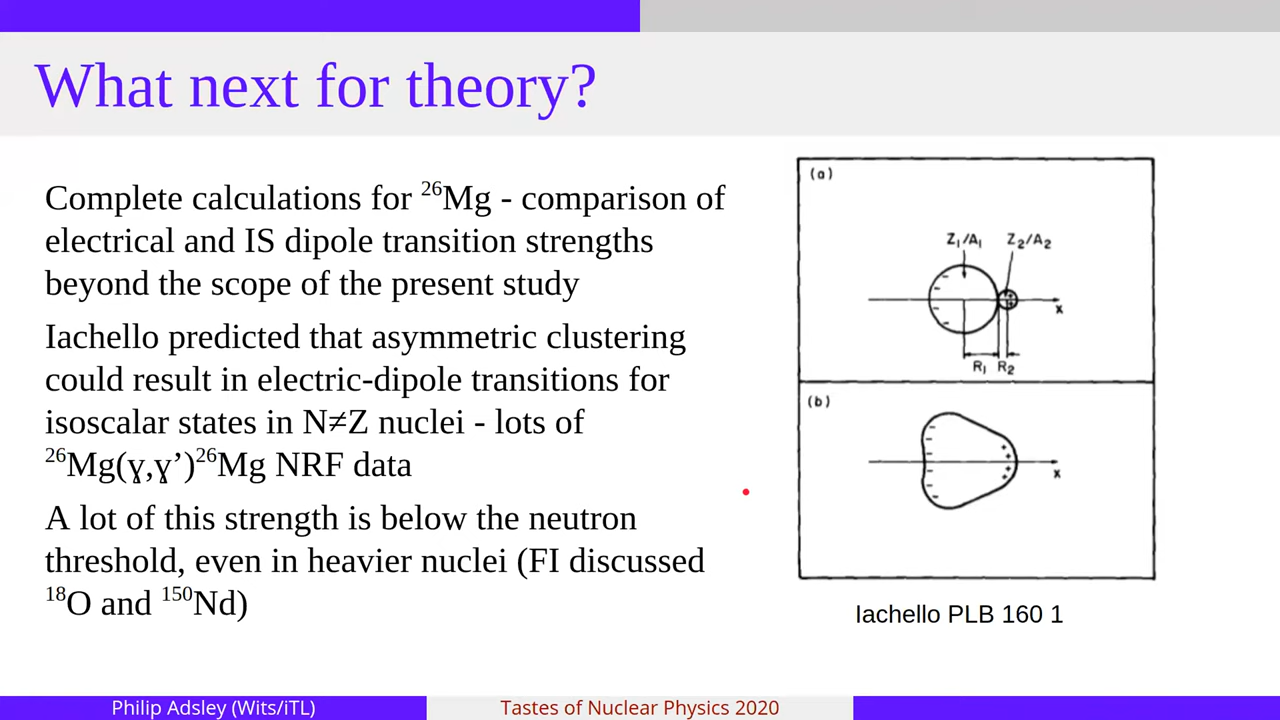 What next for theory?
Complete calculations for ²⁶Mg - comparison of
electrical and IS dipole transition strengths
beyond the scope of the present study
Iachello predicted that asymmetric clustering
could result in electric-dipole transitions for
isoscalar states in N≠Z nuclei - lots of
²⁶Mg(ɣ,ɣ’)²⁶Mg NRF data
A lot of this strength is below the neutron
threshold, even in heavier nuclei (FI discussed
¹⁸O and ¹⁵⁰Nd)
(a)
Z₁/A₁ Z₂/A₂
x
R₁ R₂
(b)
x
Iachello PLB 160 1
Philip Adsley (Wits/iTL)
Tastes of Nuclear Physics 2020